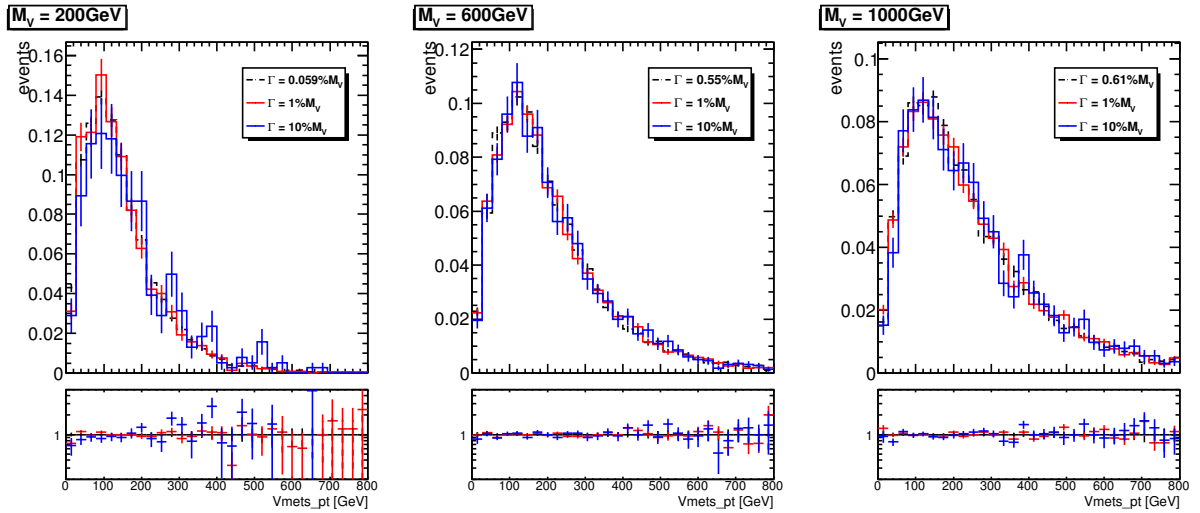 M_V = 200GeV
events
Γ = 0.059%M_V
Γ = 1%M_V
Γ = 10%M_V
0.16
0.14
0.12
0.1
0.08
0.06
0.04
0.02
0
1
0 100 200 300 400 500 600 700 800
Vmets_pt [GeV]
M_V = 600GeV
events
Γ = 0.55%M_V
Γ = 1%M_V
Γ = 10%M_V
0.12
0.1
0.08
0.06
0.04
0.02
0
1
0 100 200 300 400 500 600 700 800
Vmets_pt [GeV]
M_V = 1000GeV
events
Γ = 0.61%M_V
Γ = 1%M_V
Γ = 10%M_V
0.1
0.08
0.06
0.04
0.02
0
1
0 100 200 300 400 500 600 700 800
Vmets_pt [GeV]